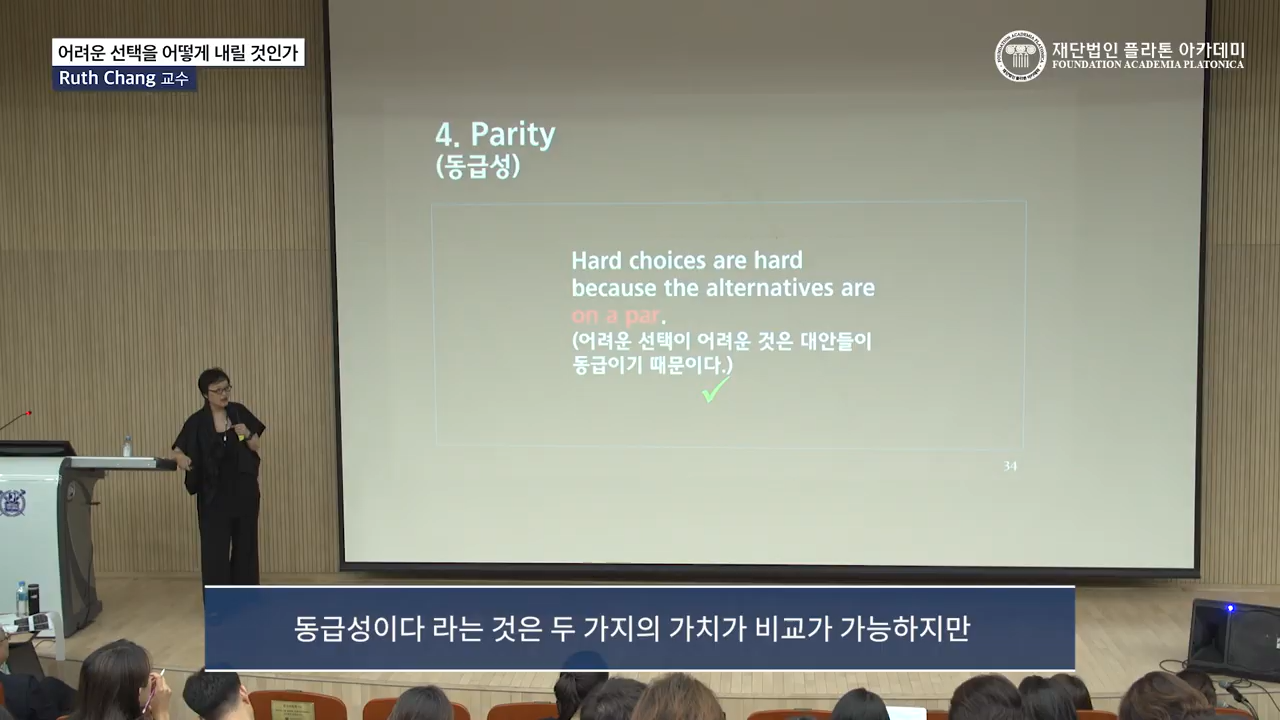 어려운 선택을 어떻게 내릴 것인가
Ruth Chang 교수
재단법인 플라톤 아카데미
FOUNDATION ACADEMIA PLATONICA
4. Parity
(동급성)
Hard choices are hard
because the alternatives are
on a par.
(어려운 선택이 어려운 것은 대안들이
동급이기 때문이다.)
34
동급성이다 라는 것은 두 가지의 가치가 비교가 가능하지만